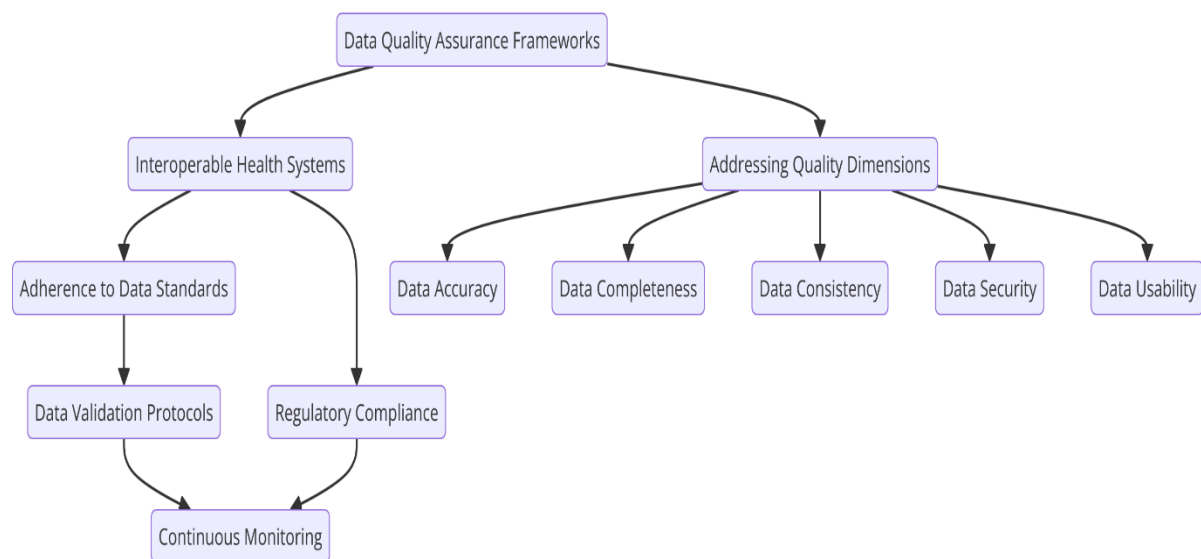 Data Quality Assurance Frameworks
Interoperable Health Systems
Addressing Quality Dimensions
Adherence to Data Standards
Data Accuracy
Data Completeness
Data Consistency
Data Security
Data Usability
Data Validation Protocols
Regulatory Compliance
Continuous Monitoring